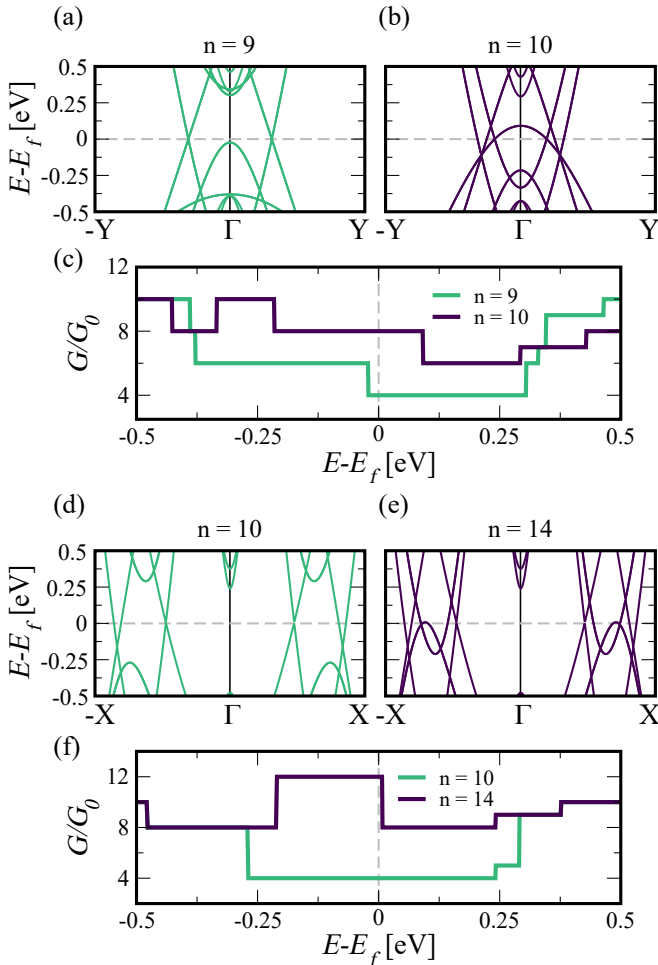 (a) (b)
n = 9 n = 10
E-E_f [eV]
0.5
0.25
0
-0.25
-0.5
-Y Γ Y -Y Γ Y
(c)
G/G_0
12
8
4
n = 9
n = 10
-0.5 -0.25 0 0.25 0.5
E-E_f [eV]
(d) (e)
n = 10 n = 14
E-E_f [eV]
0.5
0.25
0
-0.25
-0.5
-X Γ X -X Γ X
(f)
G/G_0
12
8
4
n = 10
n = 14
-0.5 -0.25 0 0.25 0.5
E-E_f [eV]